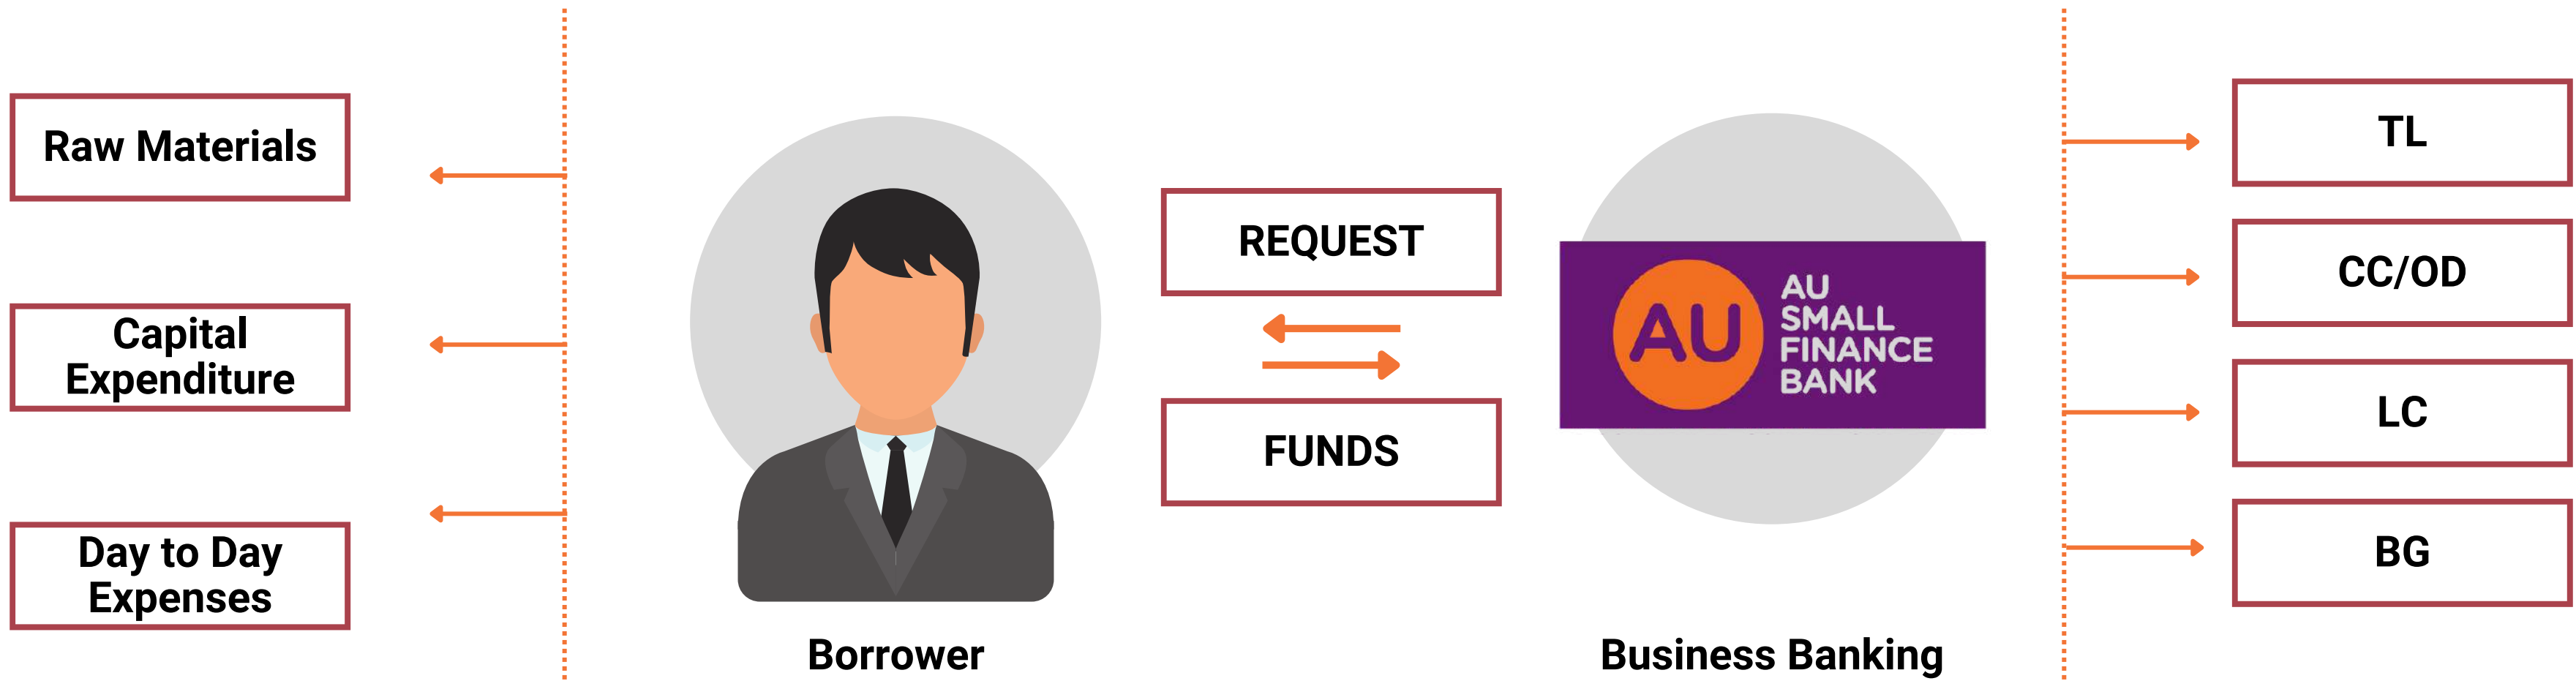 Raw Materials
Capital
Expenditure
Day to Day
Expenses
Borrower
REQUEST
FUNDS
AU
AU
SMALL
FINANCE
BANK
Business Banking
TL
CC/OD
LC
BG